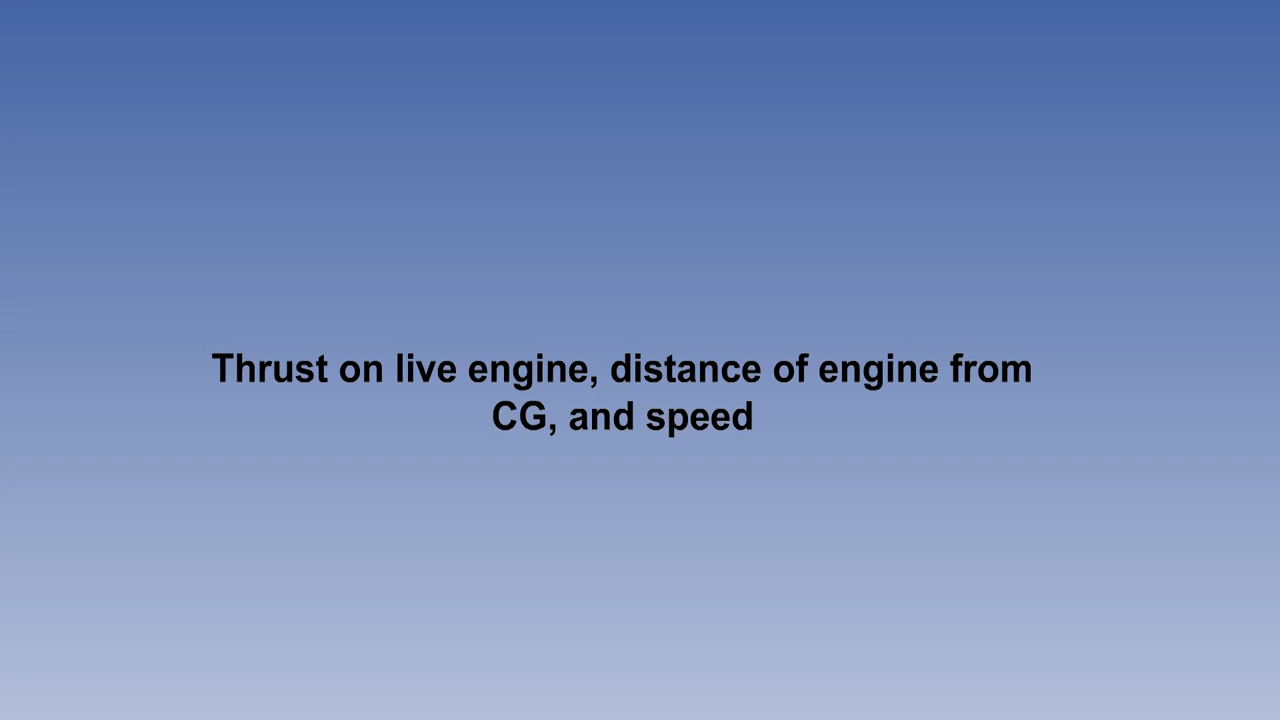 Thrust on live engine, distance of engine from
CG, and speed